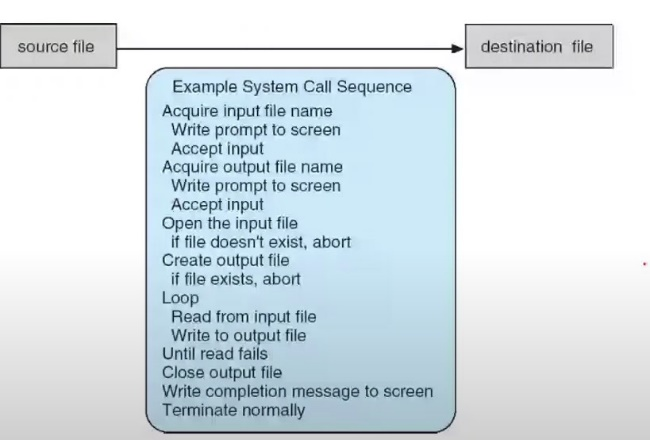 source file
destination file
Example System Call Sequence
Acquire input file name
Write prompt to screen
Accept input
Acquire output file name
Write prompt to screen
Accept input
Open the input file
if file doesn't exist, abort
Create output file
if file exists, abort
Loop
Read from input file
Write to output file
Until read fails
Close output file
Write completion message to screen
Terminate normally